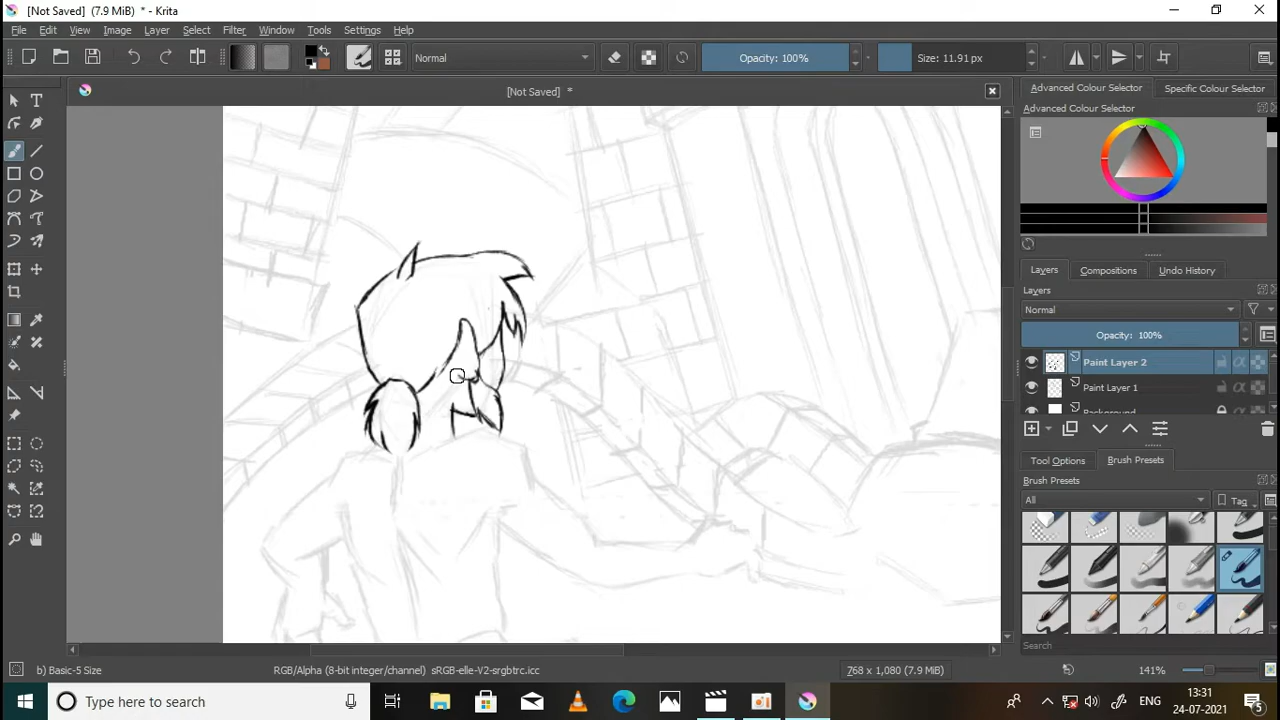 [Not Saved] (7.9 MiB) * - Krita
File Edit View Image Layer Select Filter Window Tools Settings Help
Normal Opacity: 100% Size: 11.91 px
[Not Saved] *
Advanced Colour Selector Specific Colour Selector
Advanced Colour Selector
Layers Compositions Undo History
Layers
Normal
Opacity: 100%
Paint Layer 2
Paint Layer 1
Background
Tool Options Brush Presets
Brush Presets
All Tag
Search
b) Basic-5 Size RGB/Alpha (8-bit integer/channel) sRGB-elle-V2-srgbtrc.icc 768 x 1,080 (7.9 MiB) 141%
Type here to search ENG 13:31
24-07-2021 5